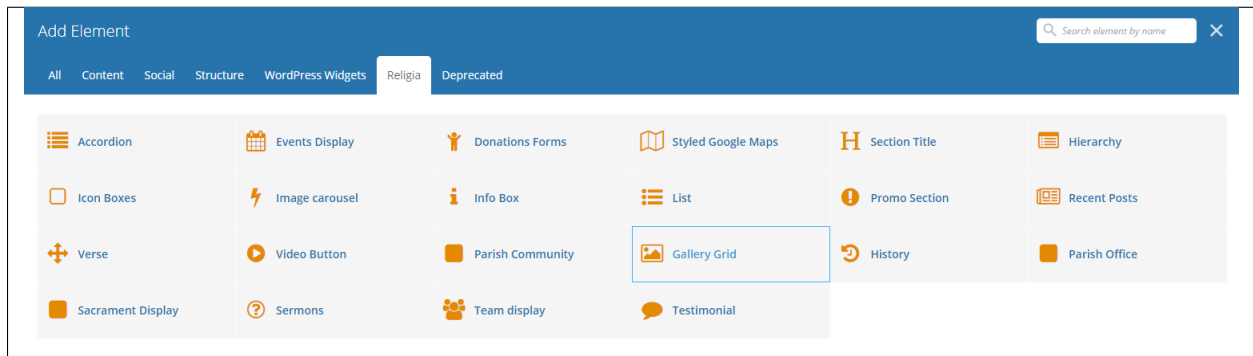 Add Element
Search element by name
All Content Social Structure WordPress Widgets Religia Deprecated
Accordion Events Display Donations Forms Styled Google Maps Section Title Hierarchy
Icon Boxes Image carousel Info Box List Promo Section Recent Posts
Verse Video Button Parish Community Gallery Grid History Parish Office
Sacrament Display Sermons Team display Testimonial